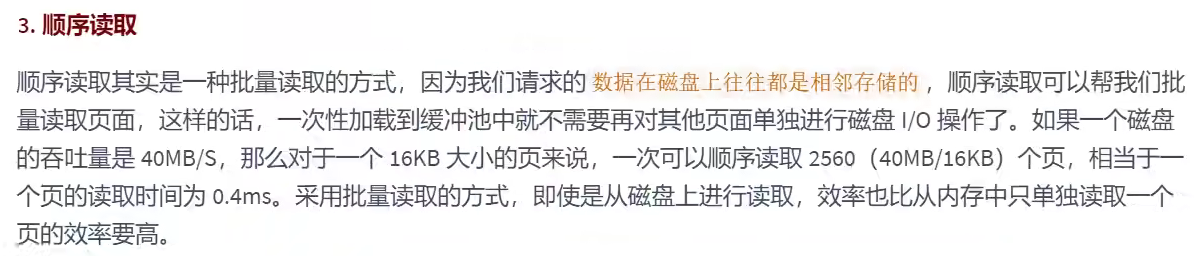 3. 顺序读取
顺序读取其实是一种批量读取的方式，因为我们请求的 数据在磁盘上往往都是相邻存储的 ，顺序读取可以帮我们批
量读取页面，这样的话，一次性加载到缓冲池中就不需要再对其他页面单独进行磁盘 I/O 操作了。如果一个磁盘
的吞吐量是 40MB/S，那么对于一个 16KB 大小的页来说，一次可以顺序读取 2560（40MB/16KB）个页，相当于一
个页的读取时间为 0.4ms。采用批量读取的方式，即使是从磁盘上进行读取，效率也比从内存中只单独读取一个
页的效率要高。